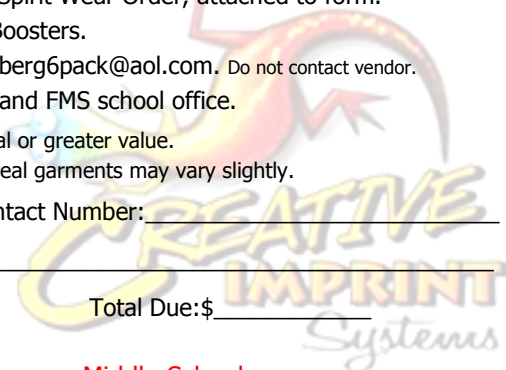 Spirit Wear Order, attached to form.
Boosters.
berg6pack@aol.com. Do not contact vendor.
and FMS school office.
al or greater value.
real garments may vary slightly.
ntact Number:
CREATIVE
IMPRINT
Total Due:$
Systems
Middle School